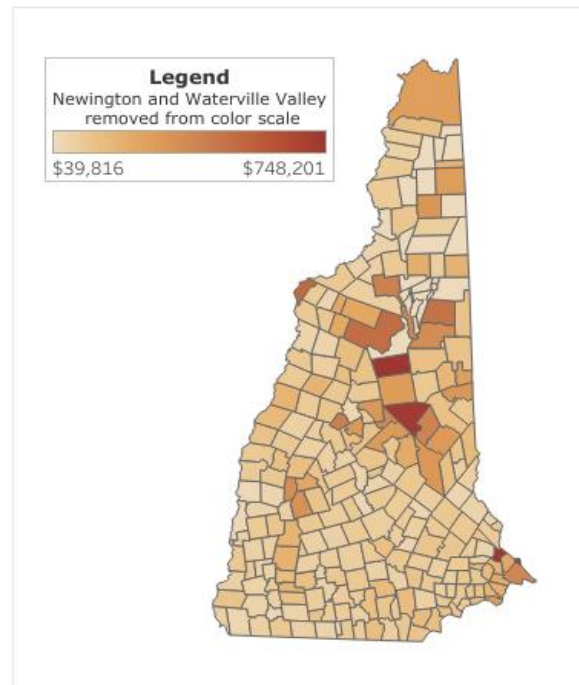 Legend
Newington and Waterville Valley
removed from color scale
$39,816 $748,201